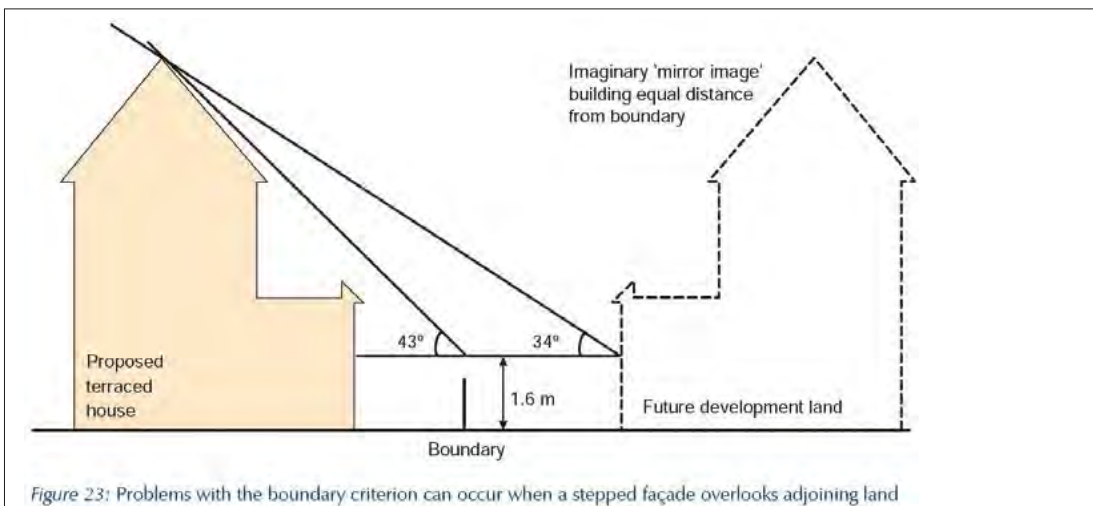 Imaginary 'mirror image'
building equal distance
from boundary
43°
34°
Proposed
terraced
house
1.6 m
Future development land
Boundary
Figure 23: Problems with the boundary criterion can occur when a stepped façade overlooks adjoining land